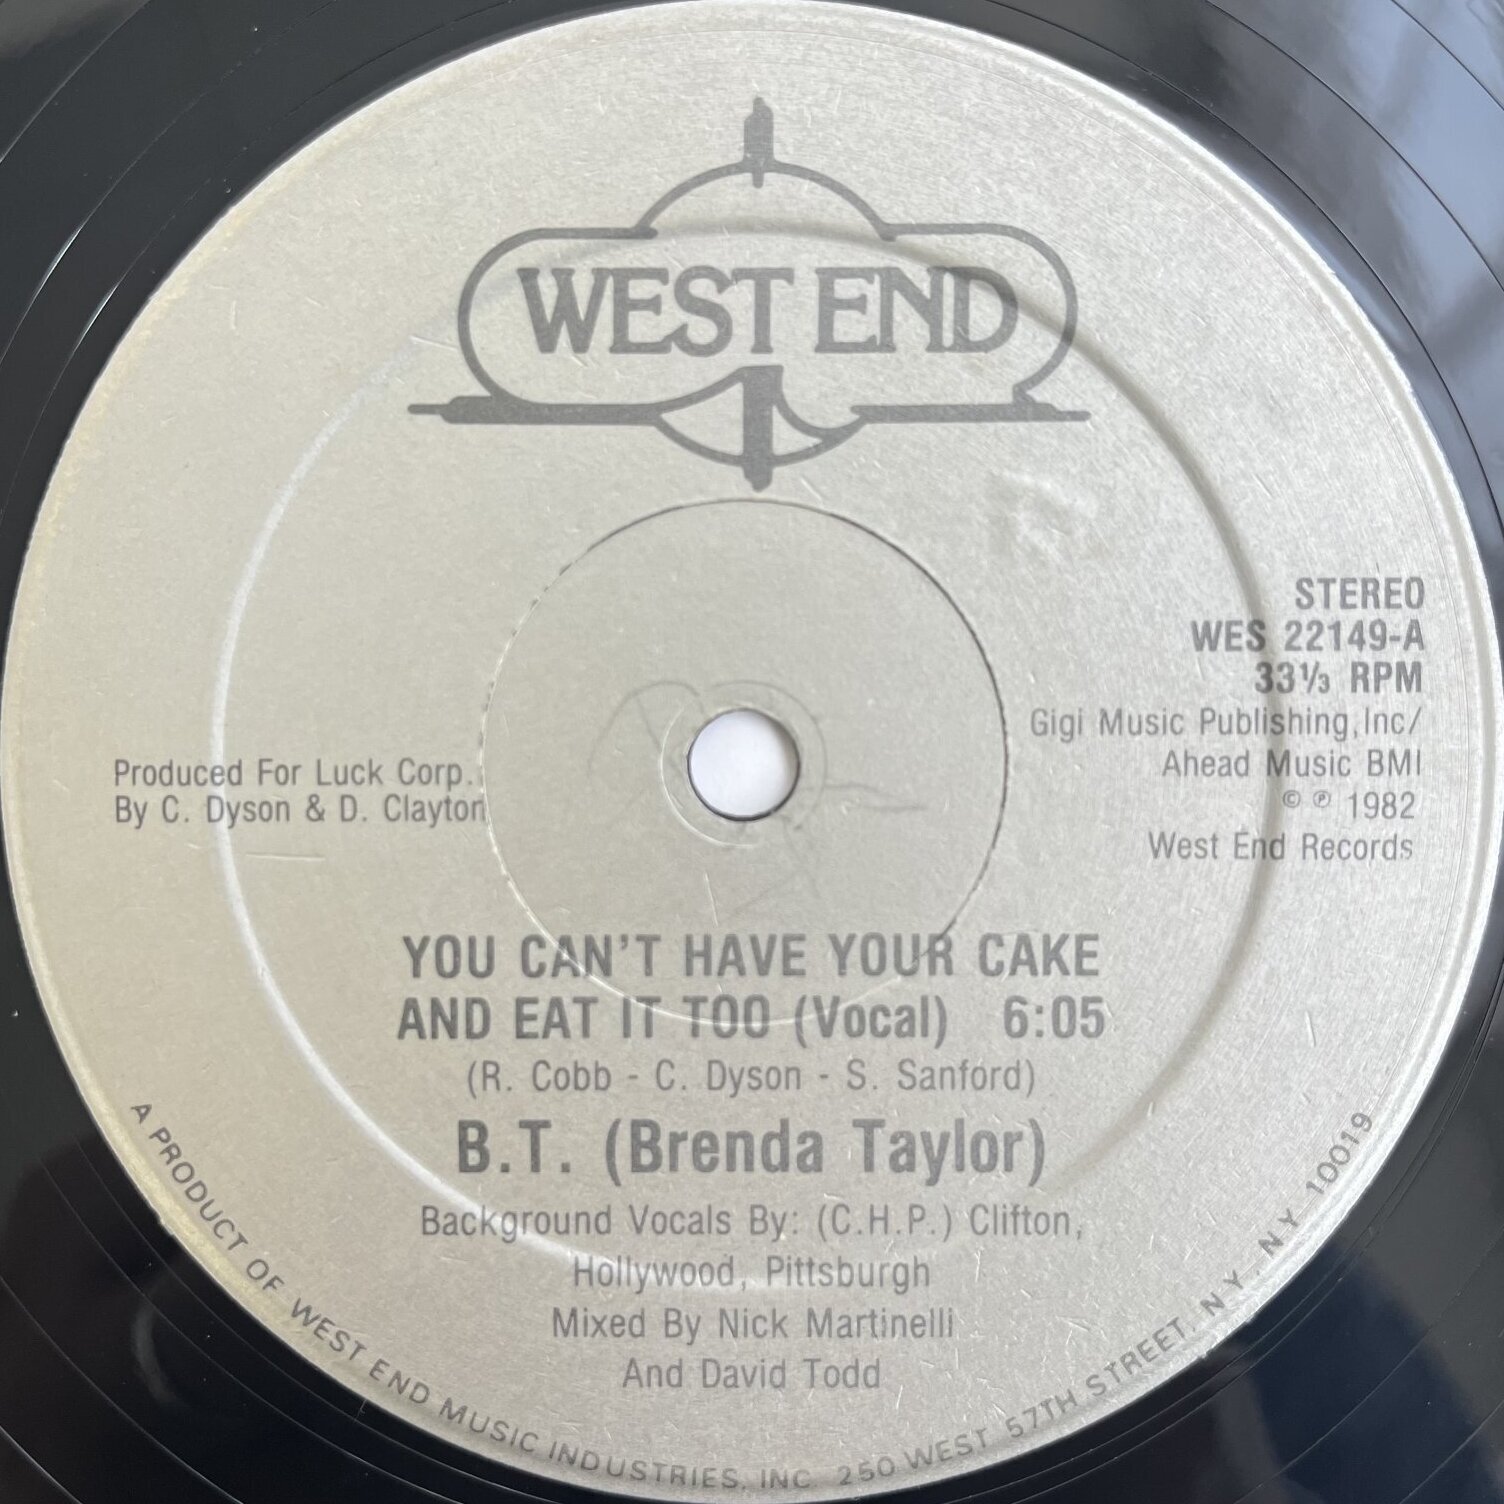 WEST END
STEREO
WES 22149-A
33⅓ RPM
Gigi Music Publishing,Inc/
Ahead Music BMI
© ℗ 1982
West End Records
Produced For Luck Corp.
By C. Dyson & D. Clayton
YOU CAN'T HAVE YOUR CAKE
AND EAT IT TOO (Vocal) 6:05
(R. Cobb - C. Dyson - S. Sanford)
B.T. (Brenda Taylor)
Background Vocals By: (C.H.P.) Clifton,
Hollywood, Pittsburgh
Mixed By Nick Martinelli
And David Todd
A PRODUCT OF WEST END MUSIC INDUSTRIES, INC. 250 WEST 57TH STREET, N.Y., N.Y. 10019